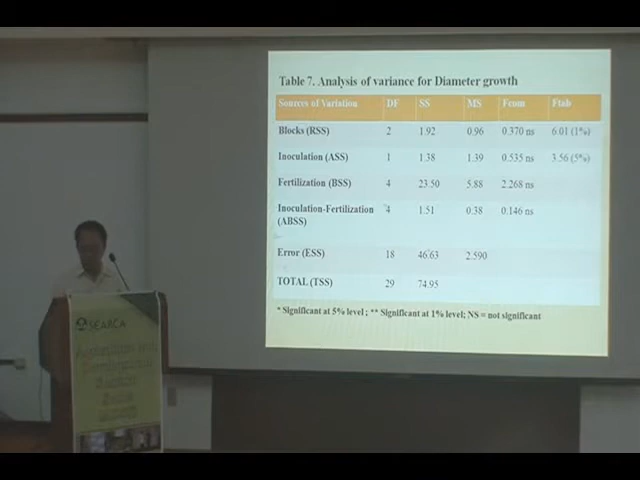 Table 7. Analysis of variance for Diameter growth
Sources of Variation DF SS MS Fcom Ftab
Blocks (RSS) 2 1.92 0.96 0.370 ns 6.01 (1%)
Inoculation (ASS) 1 1.38 1.39 0.535 ns 3.56 (5%)
Fertilization (BSS) 4 23.50 5.88 2.268 ns
Inoculation-Fertilization 4 1.51 0.38 0.146 ns
(ABSS)
Error (ESS) 18 46.63 2.590
TOTAL (TSS) 29 74.95
* Significant at 5% level ; ** Significant at 1% level; NS = not significant
SEARCA